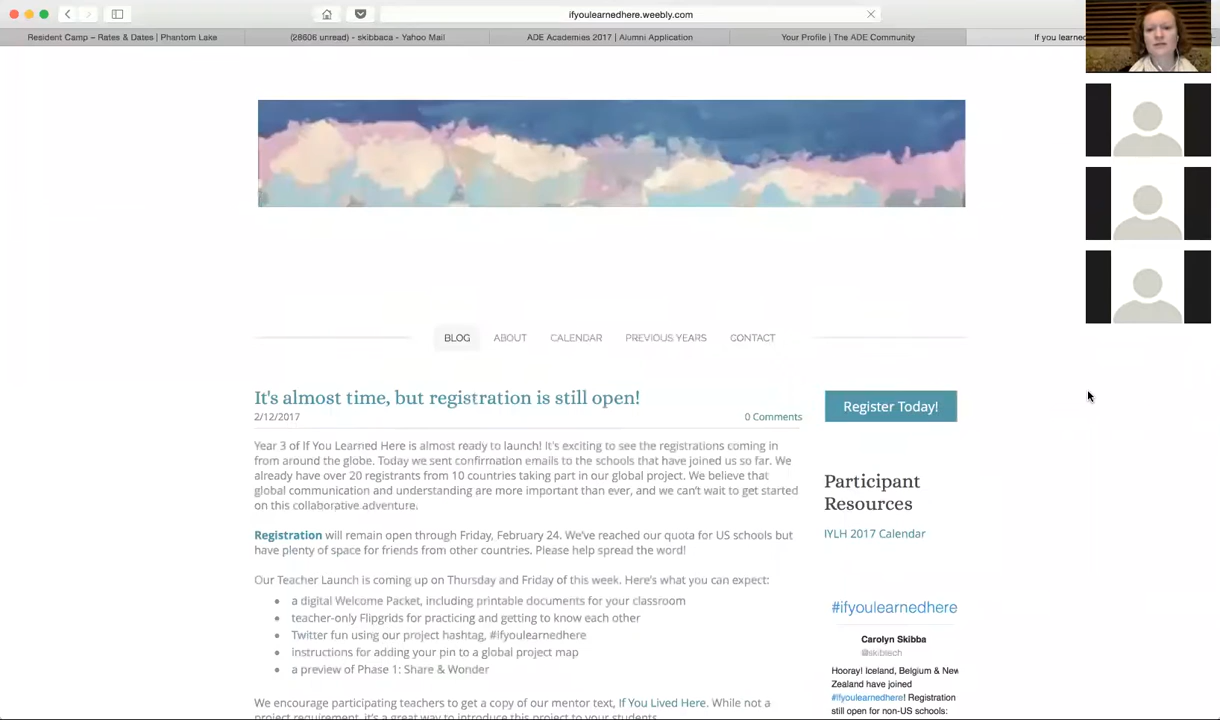 ifyoulearnedhere.weebly.com
Resident Camp – Rates & Dates | Phantom Lake
(28606 unread) - skibbaca - Yahoo Mail
ADE Academies 2017 | Alumni Application
Your Profile | The ADE Community
If you learned
BLOG
ABOUT
CALENDAR
PREVIOUS YEARS
CONTACT
It's almost time, but registration is still open!
2/12/2017
0 Comments
Year 3 of If You Learned Here is almost ready to launch! It's exciting to see the registrations coming in
from around the globe. Today we sent confirmation emails to the schools that have joined us so far. We
already have over 20 registrants from 10 countries taking part in our global project. We believe that
global communication and understanding are more important than ever, and we can't wait to get started
on this collaborative adventure.
Registration will remain open through Friday, February 24. We've reached our quota for US schools but
have plenty of space for friends from other countries. Please help spread the word!
Our Teacher Launch is coming up on Thursday and Friday of this week. Here's what you can expect:
a digital Welcome Packet, including printable documents for your classroom
teacher-only Flipgrids for practicing and getting to know each other
Twitter fun using our project hashtag, #ifyoulearnedhere
instructions for adding your pin to a global project map
a preview of Phase 1: Share & Wonder
We encourage participating teachers to get a copy of our mentor text, If You Lived Here. While not a
project requirement, it's a great way to introduce this project to your students.
Register Today!
Participant
Resources
IYLH 2017 Calendar
#ifyoulearnedhere
Carolyn Skibba
@skibtech
Hooray! Iceland, Belgium & New
Zealand have joined
#ifyoulearnedhere! Registration
still open for non-US schools: